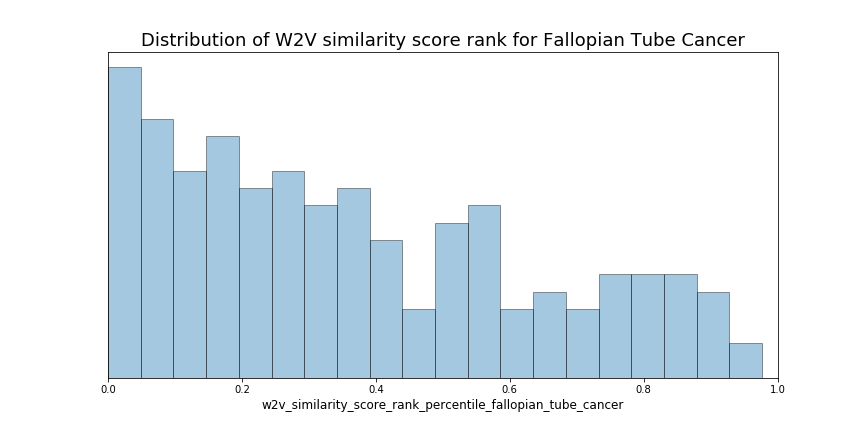 Distribution of W2V similarity score rank for Fallopian Tube Cancer
0.0 0.2 0.4 0.6 0.8 1.0
w2v_similarity_score_rank_percentile_fallopian_tube_cancer